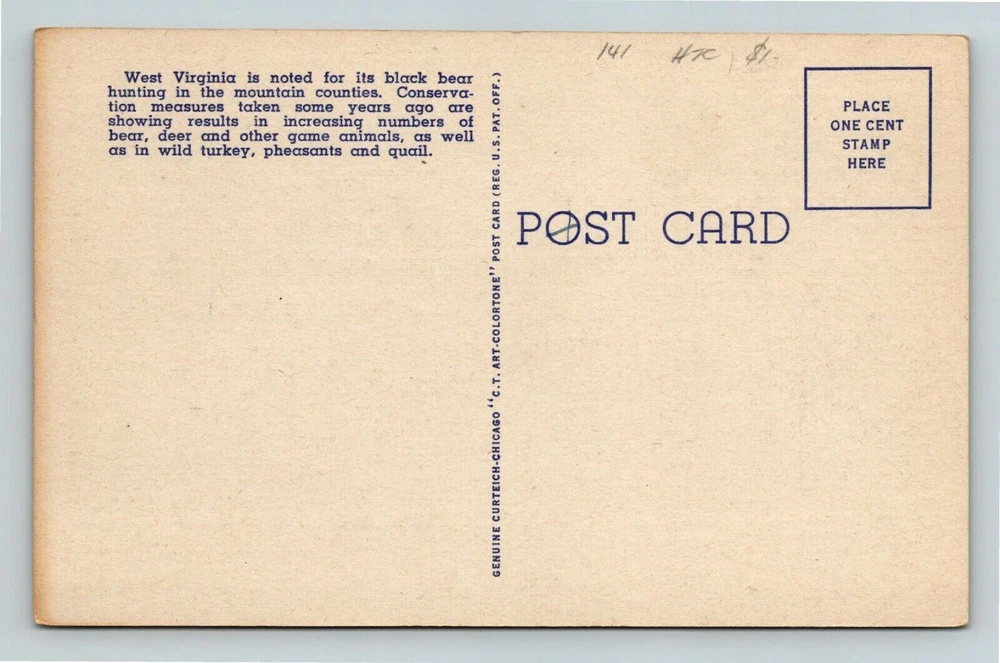 141 HTC $1-
West Virginia is noted for its black bear
hunting in the mountain counties. Conserva-
tion measures taken some years ago are
showing results in increasing numbers of
bear, deer and other game animals, as well
as in wild turkey, pheasants and quail.
GENUINE CURTEICH-CHICAGO "C.T. ART-COLORTONE" POST CARD (REG. U.S. PAT. OFF.)
POST CARD
PLACE
ONE CENT
STAMP
HERE